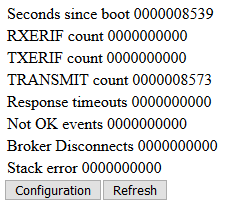 Seconds since boot 0000008539
RXERIF count 0000000000
TXERIF count 0000000000
TRANSMIT count 0000008573
Response timeouts 0000000000
Not OK events 0000000000
Broker Disconnects 0000000000
Stack error 0000000000
Configuration Refresh